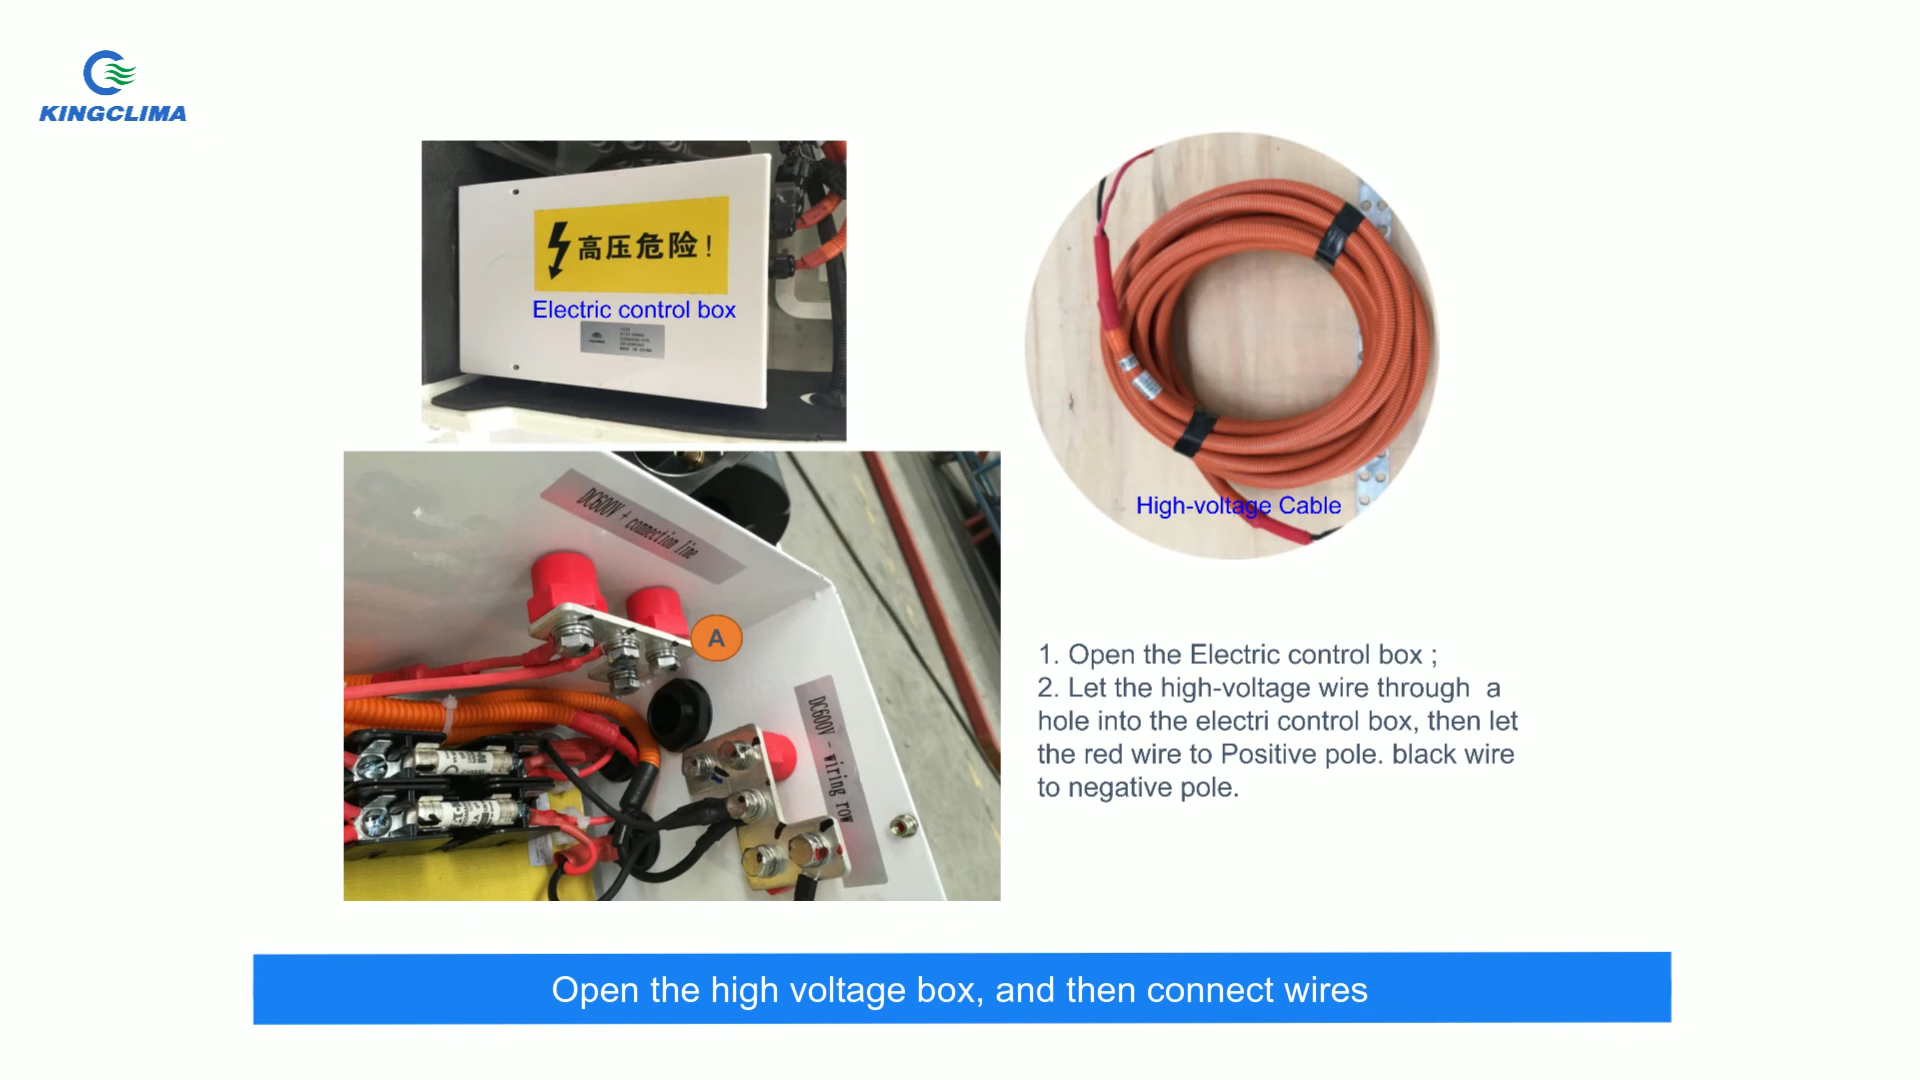 KINGCLIMA
高压危险!
Electric control box
High-voltage Cable
DC600V + connection line
A
DC600V - wiring row
1. Open the Electric control box ;
2. Let the high-voltage wire through a
hole into the electri control box, then let
the red wire to Positive pole. black wire
to negative pole.
Open the high voltage box, and then connect wires